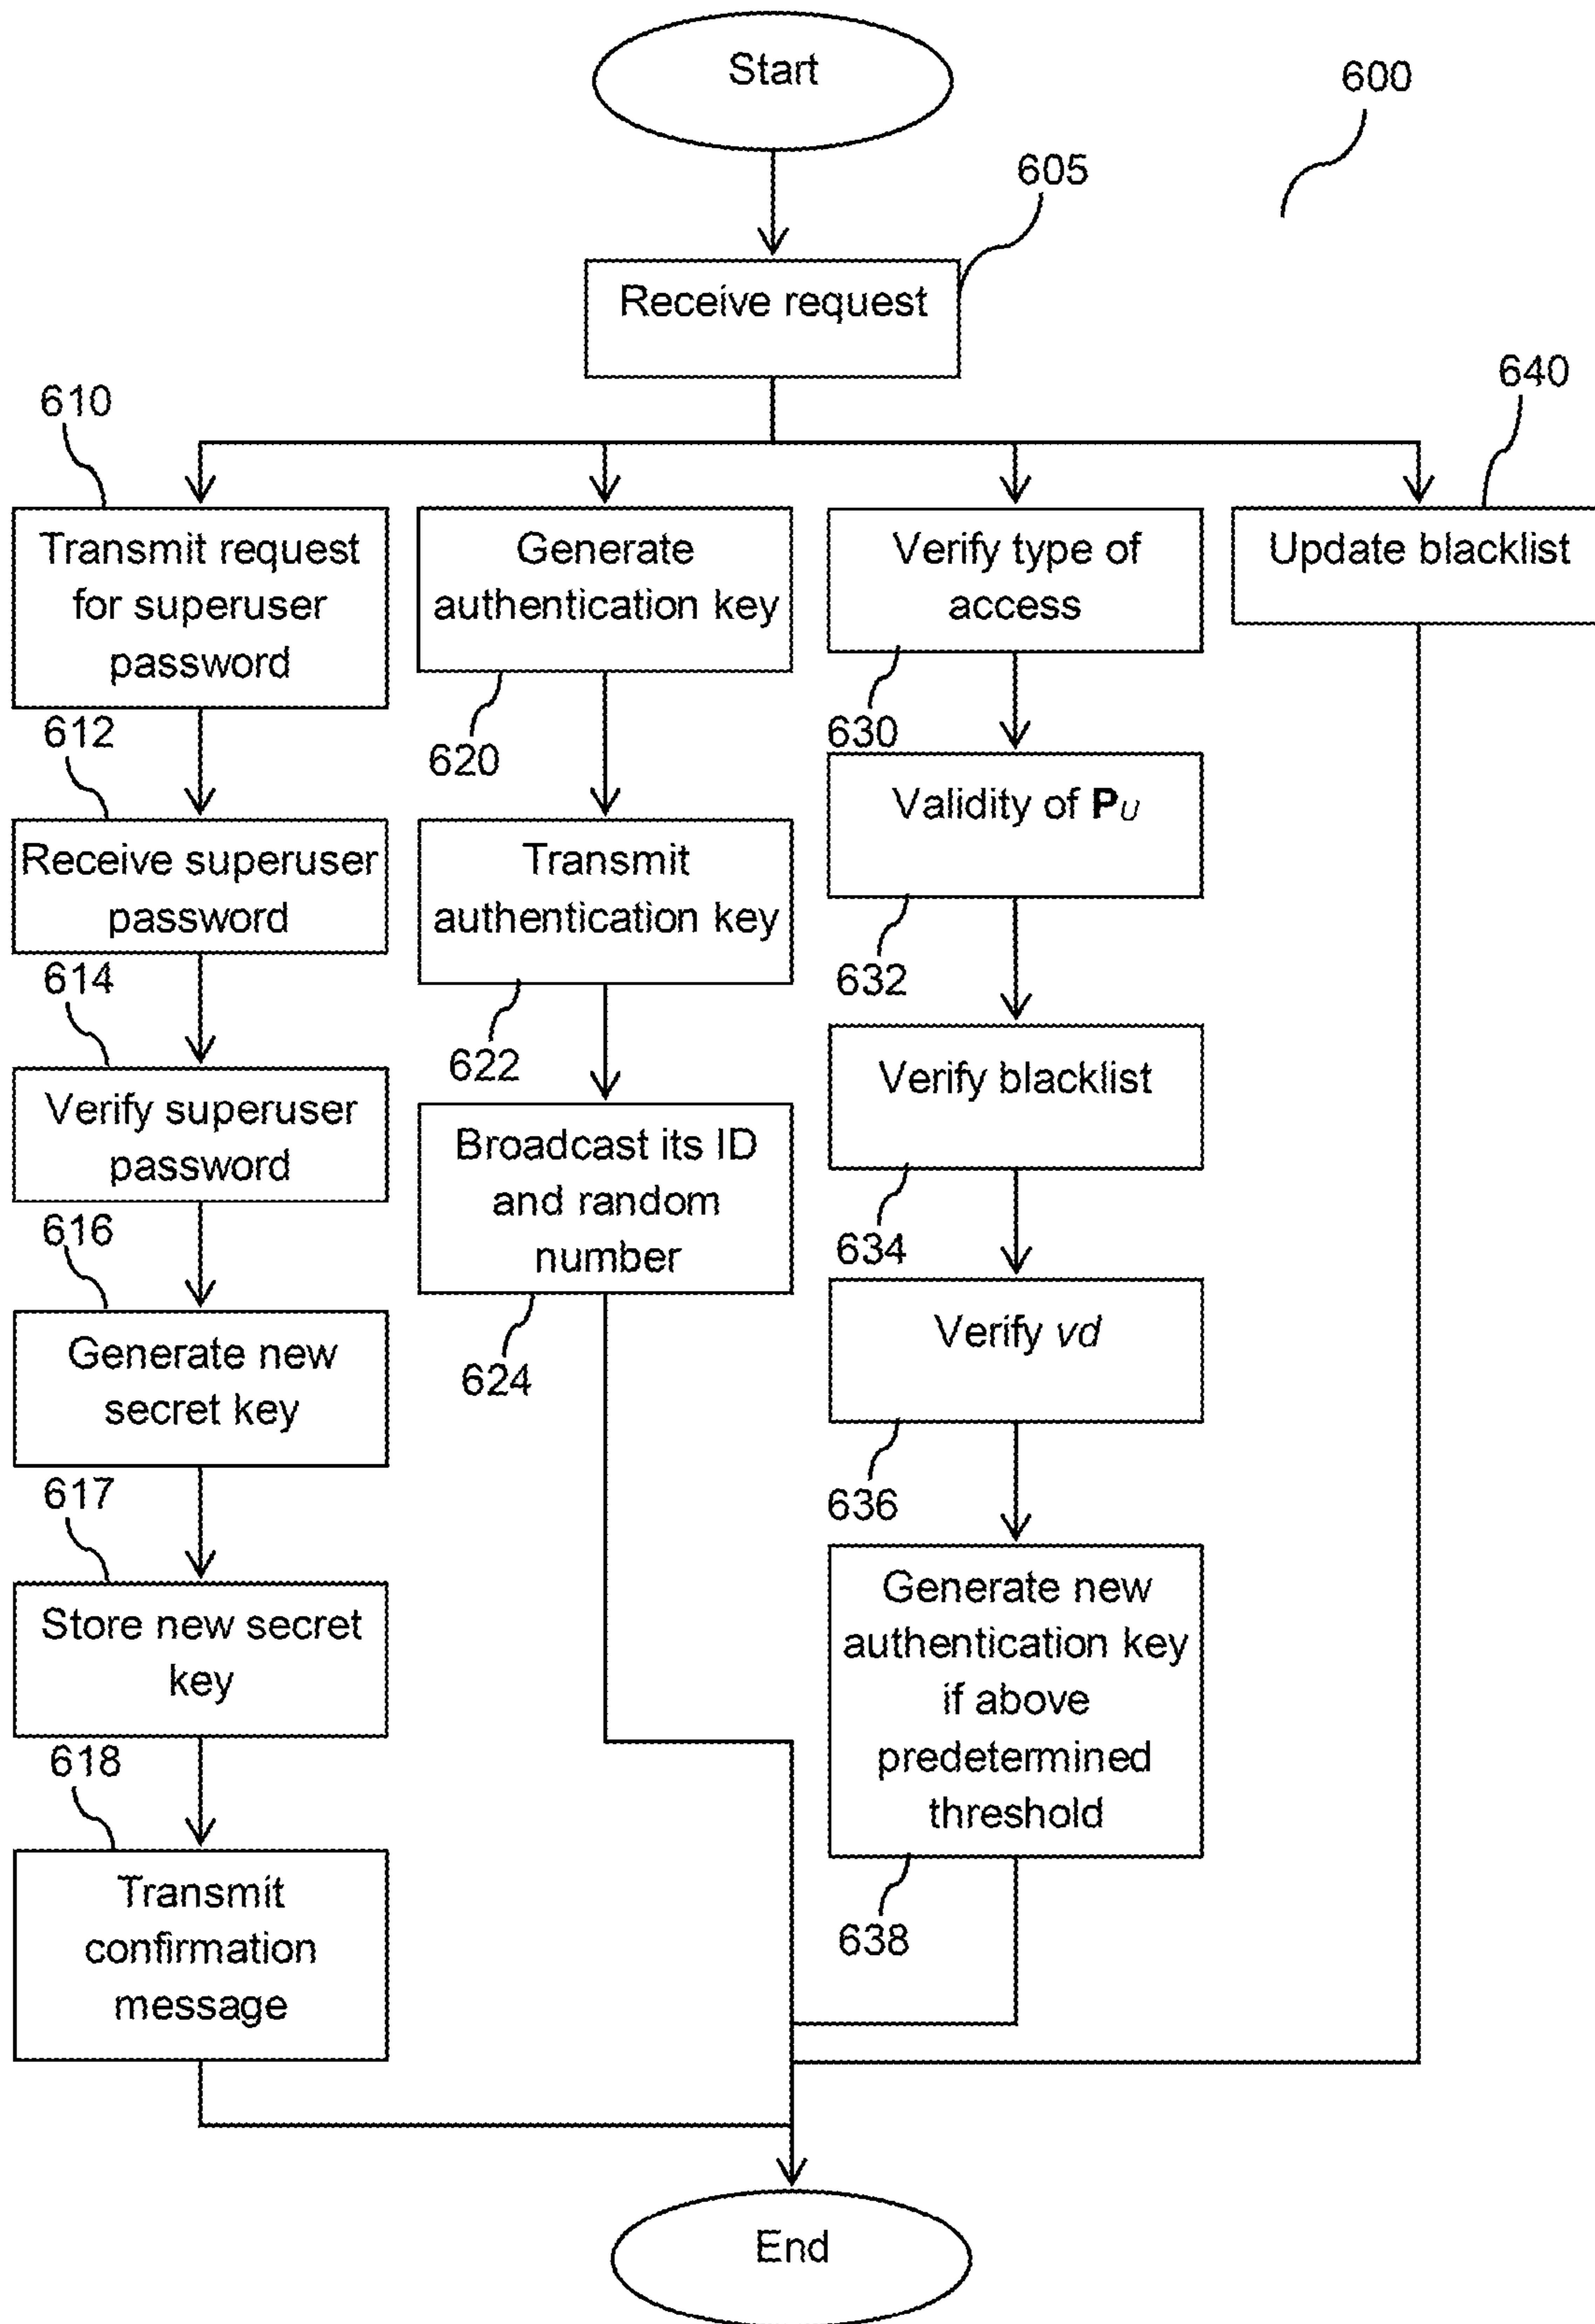 Start
600
605
Receive request
640
610
Transmit request
for superuser
password
Generate
authentication key
Verify type of
access
Update blacklist
612
620
630
Receive superuser
password
Transmit
authentication key
Validity of PU
614
622
632
Verify superuser
password
Broadcast its ID
and random
number
Verify blacklist
616
624
634
Generate new
secret key
Verify vd
617
636
Store new secret
key
Generate new
authentication key
if above
predetermined
threshold
618
638
Transmit
confirmation
message
End